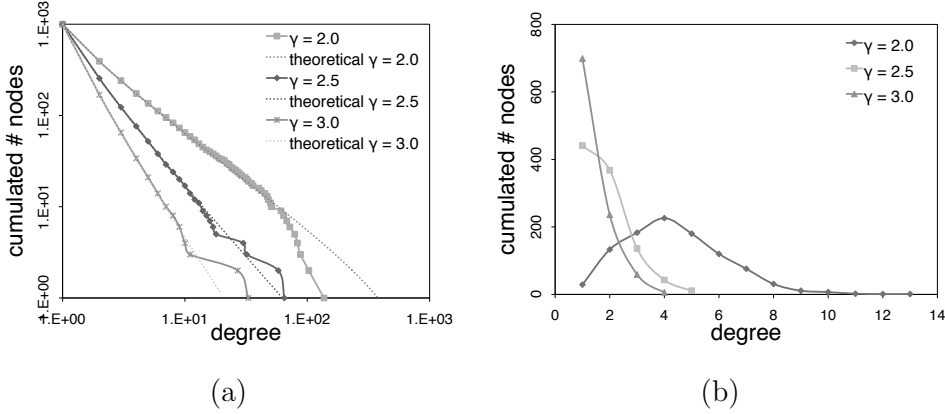 1.E+03
1.E+02
1.E+01
1.E+00
cumulated # nodes
γ = 2.0
theoretical γ = 2.0
γ = 2.5
theoretical γ = 2.5
γ = 3.0
theoretical γ = 3.0
1.E+00 1.E+01 1.E+02 1.E+03
degree
(a)
800
600
400
200
0
cumulated # nodes
γ = 2.0
γ = 2.5
γ = 3.0
0 2 4 6 8 10 12 14
degree
(b)